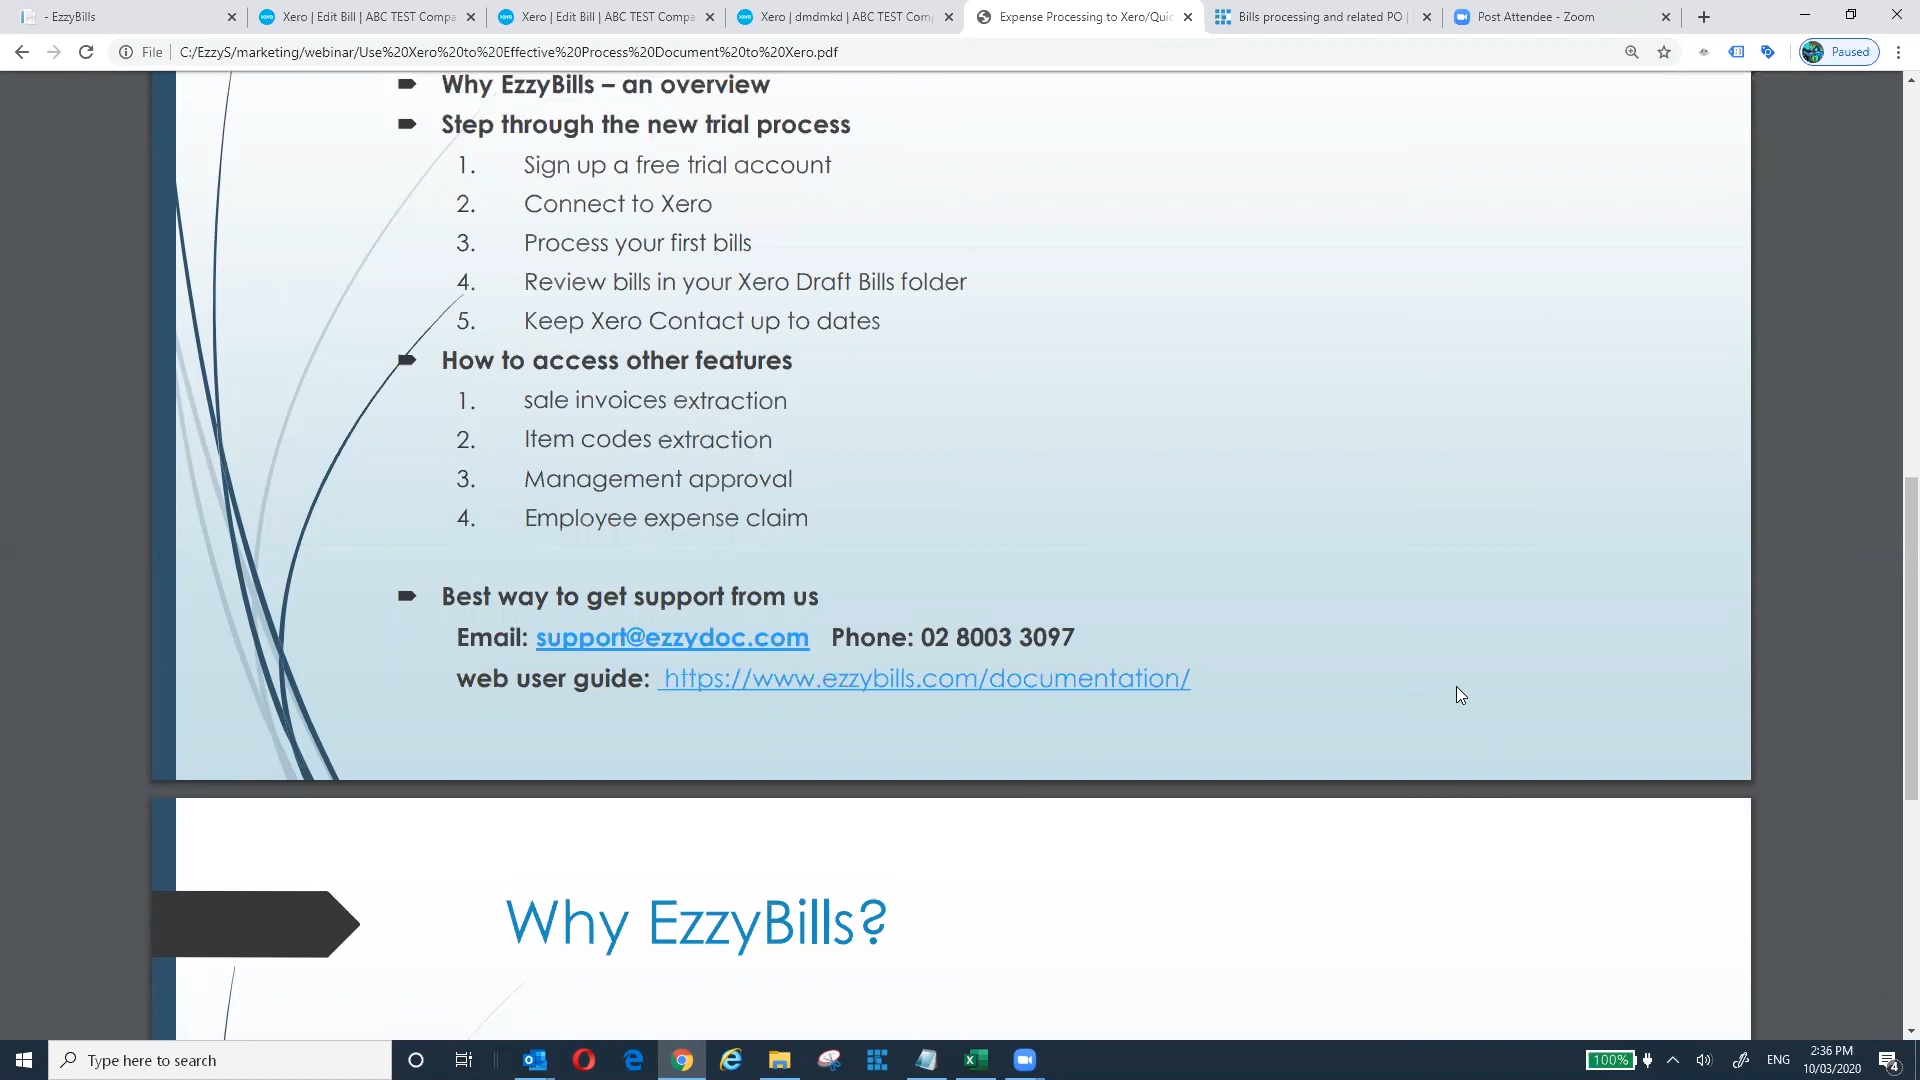 - EzzyBills
Xero | Edit Bill | ABC TEST Compa
Xero | Edit Bill | ABC TEST Compa
Xero | dmdmkd | ABC TEST Com
Expense Processing to Xero/Quic
Bills processing and related PO |
Post Attendee - Zoom
File | C:/EzzyS/marketing/webinar/Use%20Xero%20to%20Effective%20Process%20Document%20to%20Xero.pdf
Paused
Why EzzyBills – an overview
Step through the new trial process
1. Sign up a free trial account
2. Connect to Xero
3. Process your first bills
4. Review bills in your Xero Draft Bills folder
5. Keep Xero Contact up to dates
How to access other features
1. sale invoices extraction
2. Item codes extraction
3. Management approval
4. Employee expense claim
Best way to get support from us
Email: support@ezzydoc.com Phone: 02 8003 3097
web user guide: https://www.ezzybills.com/documentation/
Why EzzyBills?
Type here to search
100%
ENG
2:36 PM
10/03/2020
4